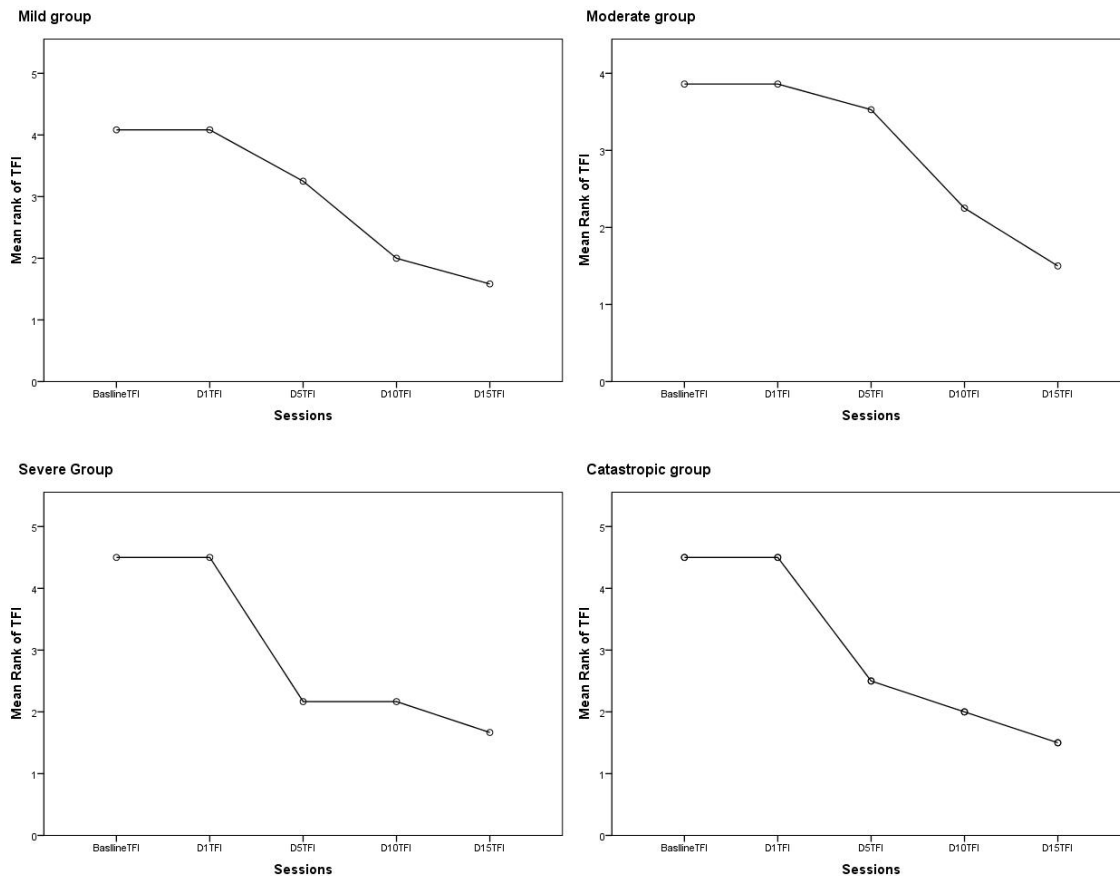 Mild group
Mean rank of TFI
5
4
3
2
1
0
BasllineTFI D1TFI D5TFI D10TFI D15TFI
Sessions
Moderate group
Mean Rank of TFI
4
3
2
1
0
BasllineTFI D1TFI D5TFI D10TFI D15TFI
Sessions
Severe Group
Mean Rank of TFI
5
4
3
2
1
0
BasllineTFI D1TFI D5TFI D10TFI D15TFI
Sessions
Catastropic group
Mean Rank of TFI
5
4
3
2
1
0
BasllineTFI D1TFI D5TFI D10TFI D15TFI
Sessions